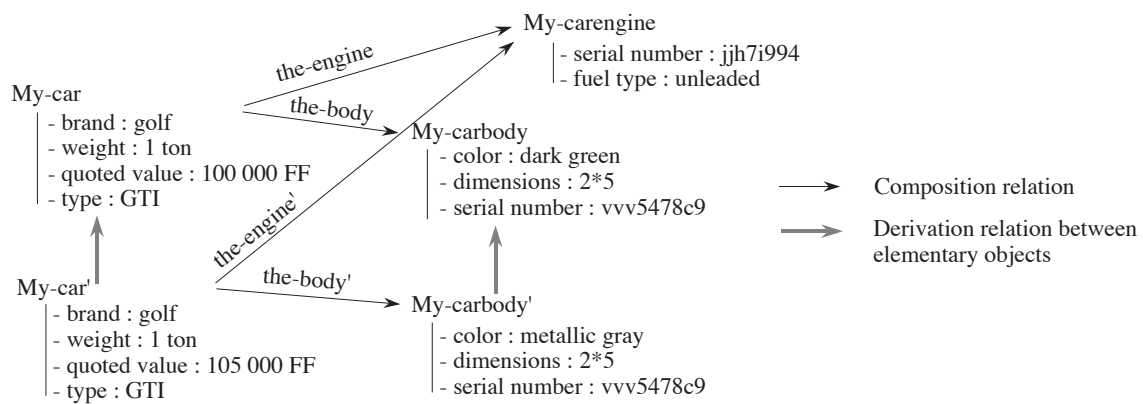 My-carengine
- serial number : jjh7i994
- fuel type : unleaded
the-engine
My-car
- brand : golf
- weight : 1 ton
- quoted value : 100 000 FF
- type : GTI
the-body
My-carbody
- color : dark green
- dimensions : 2*5
- serial number : vvv5478c9
Composition relation
Derivation relation between
elementary objects
the-engine'
the-body'
My-car'
- brand : golf
- weight : 1 ton
- quoted value : 105 000 FF
- type : GTI
My-carbody'
- color : metallic gray
- dimensions : 2*5
- serial number : vvv5478c9